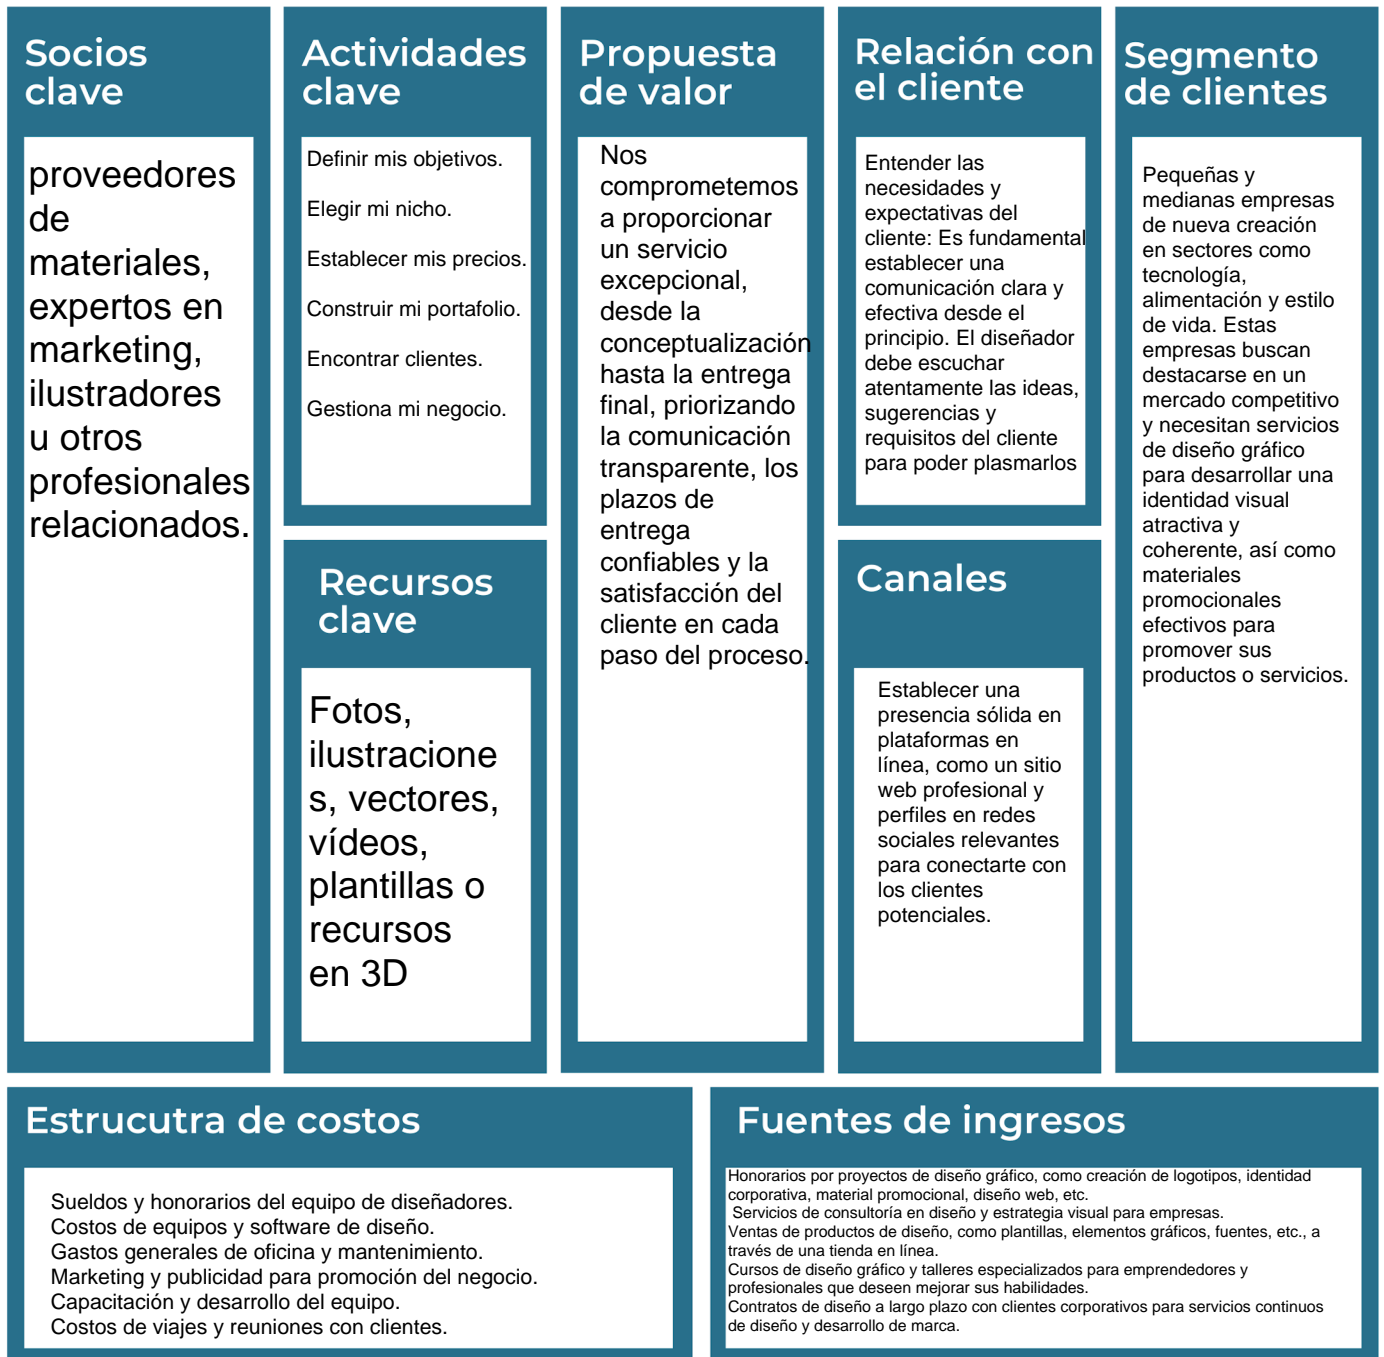 Socios
clave
proveedores
de
materiales,
expertos en
marketing,
ilustradores
u otros
profesionales
relacionados.
Actividades
clave
Definir mis objetivos.
Elegir mi nicho.
Establecer mis precios.
Construir mi portafolio.
Encontrar clientes.
Gestiona mi negocio.
Recursos
clave
Fotos,
ilustracione
s, vectores,
vídeos,
plantillas o
recursos
en 3D
Propuesta
de valor
Nos
comprometemos
a proporcionar
un servicio
excepcional,
desde la
conceptualización
hasta la entrega
final, priorizando
la comunicación
transparente, los
plazos de
entrega
confiables y la
satisfacción del
cliente en cada
paso del proceso.
Relación con
el cliente
Entender las
necesidades y
expectativas del
cliente: Es fundamental
establecer una
comunicación clara y
efectiva desde el
principio. El diseñador
debe escuchar
atentamente las ideas,
sugerencias y
requisitos del cliente
para poder plasmarlos
Canales
Establecer una
presencia sólida en
plataformas en
línea, como un sitio
web profesional y
perfiles en redes
sociales relevantes
para conectarte con
los clientes
potenciales.
Segmento
de clientes
Pequeñas y
medianas empresas
de nueva creación
en sectores como
tecnología,
alimentación y estilo
de vida. Estas
empresas buscan
destacarse en un
mercado competitivo
y necesitan servicios
de diseño gráfico
para desarrollar una
identidad visual
atractiva y
coherente, así como
materiales
promocionales
efectivos para
promover sus
productos o servicios.
Estrucutra de costos
Sueldos y honorarios del equipo de diseñadores.
Costos de equipos y software de diseño.
Gastos generales de oficina y mantenimiento.
Marketing y publicidad para promoción del negocio.
Capacitación y desarrollo del equipo.
Costos de viajes y reuniones con clientes.
Fuentes de ingresos
Honorarios por proyectos de diseño gráfico, como creación de logotipos, identidad
corporativa, material promocional, diseño web, etc.
Servicios de consultoría en diseño y estrategia visual para empresas.
Ventas de productos de diseño, como plantillas, elementos gráficos, fuentes, etc., a
través de una tienda en línea.
Cursos de diseño gráfico y talleres especializados para emprendedores y
profesionales que deseen mejorar sus habilidades.
Contratos de diseño a largo plazo con clientes corporativos para servicios continuos
de diseño y desarrollo de marca.